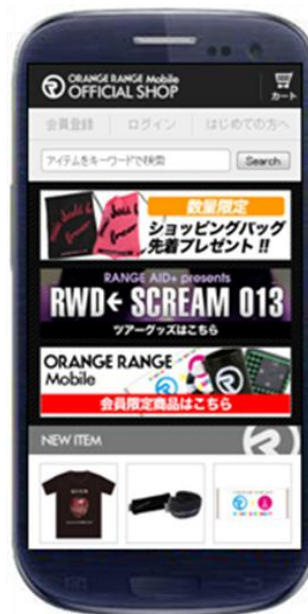 ORANGE RANGE Mobile
OFFICIAL SHOP
カート
会員登録
ログイン
はじめての方へ
アイテムをキーワードで検索
Search
数量限定
ショッピングバッグ
先着プレゼント!!
RANGE AID+ presents
RWD← SCREAM 013
ツアーグッズはこちら
ORANGE RANGE
Mobile
会員限定商品はこちら
NEW ITEM